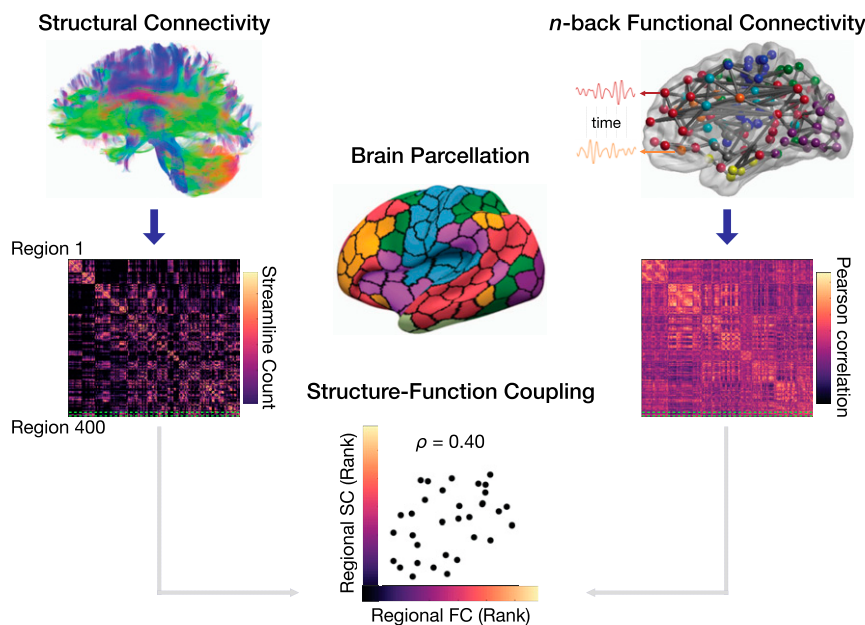 Structural Connectivity
n-back Functional Connectivity
time
Brain Parcellation
Region 1
Streamline Count
Pearson correlation
Region 400
Structure-Function Coupling
ρ = 0.40
Regional SC (Rank)
Regional FC (Rank)